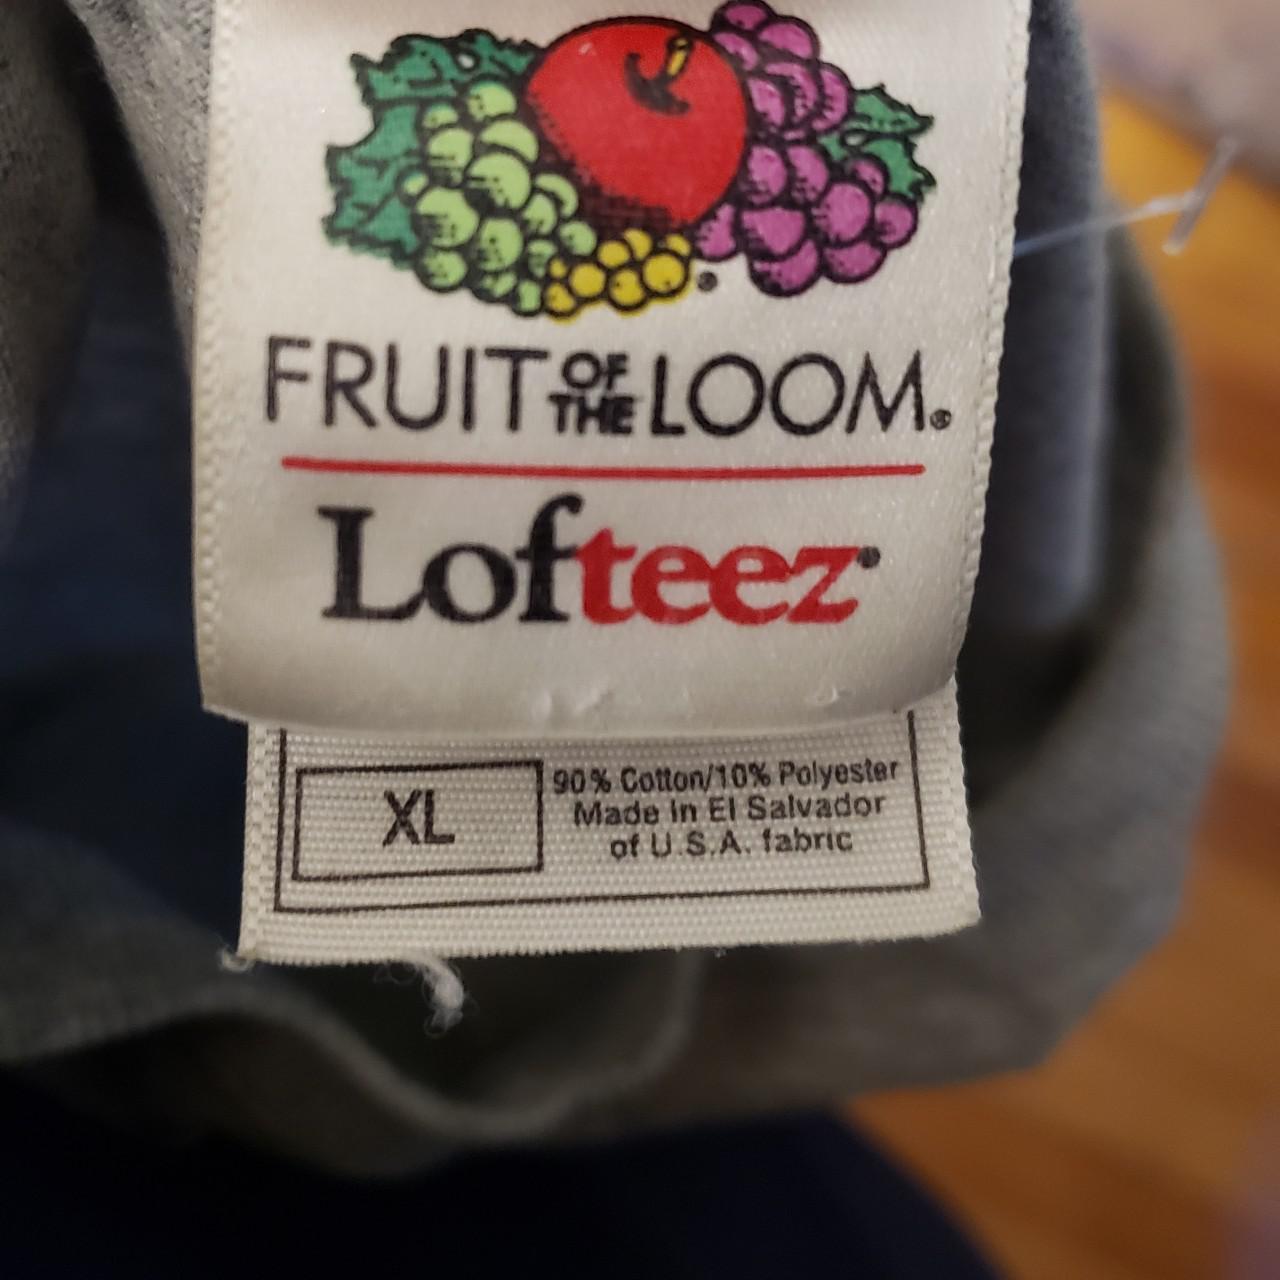 FRUIT OF THE LOOM®
Lofteez®
XL
90% Cotton/10% Polyester
Made In El Salvador
of U.S.A. fabric